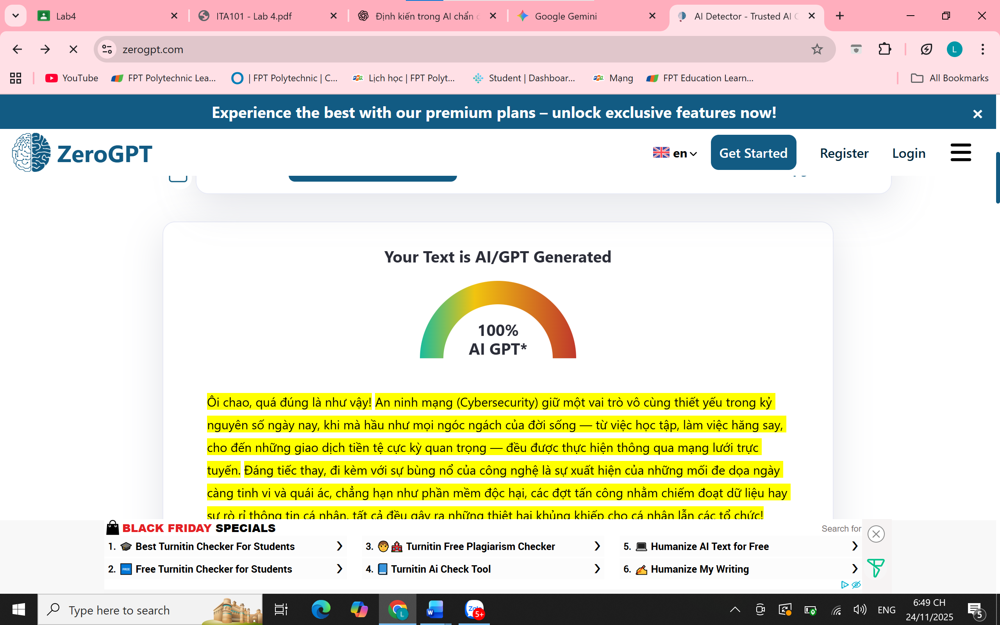 Lab4
ITA101 - Lab 4.pdf
Định kiến trong AI chẩn
Google Gemini
AI Detector - Trusted AI
zerogpt.com
L
YouTube
FPT Polytechnic Lea...
| FPT Polytechnic | C...
Lịch học | FPT Polyt...
Student | Dashboar...
Mạng
FPT Education Learn...
All Bookmarks
Experience the best with our premium plans – unlock exclusive features now!
ZeroGPT
en
Get Started
Register
Login
Your Text is AI/GPT Generated
100%
AI GPT*
Ôi chao, quá đúng là như vậy! An ninh mạng (Cybersecurity) giữ một vai trò vô cùng thiết yếu trong kỷ
nguyên số ngày nay, khi mà hầu như mọi ngóc ngách của đời sống — từ việc học tập, làm việc hăng say,
cho đến những giao dịch tiền tệ cực kỳ quan trọng — đều được thực hiện thông qua mạng lưới trực
tuyến. Đáng tiếc thay, đi kèm với sự bùng nổ của công nghệ là sự xuất hiện của những mối đe dọa ngày
càng tinh vi và quái ác, chẳng hạn như phần mềm độc hại, các đợt tấn công nhằm chiếm đoạt dữ liệu hay
sự rò rỉ thông tin cá nhân, tất cả đều gây ra những thiệt hại khủng khiếp cho cá nhân lẫn các tổ chức!
BLACK FRIDAY SPECIALS
Search for
1. Best Turnitin Checker For Students
3. Turnitin Free Plagiarism Checker
5. Humanize AI Text for Free
2. FREE Free Turnitin Checker for Students
4. Turnitin Ai Check Tool
6. Humanize My Writing
Type here to search
L
W
5+
ENG
6:49 CH
24/11/2025
5